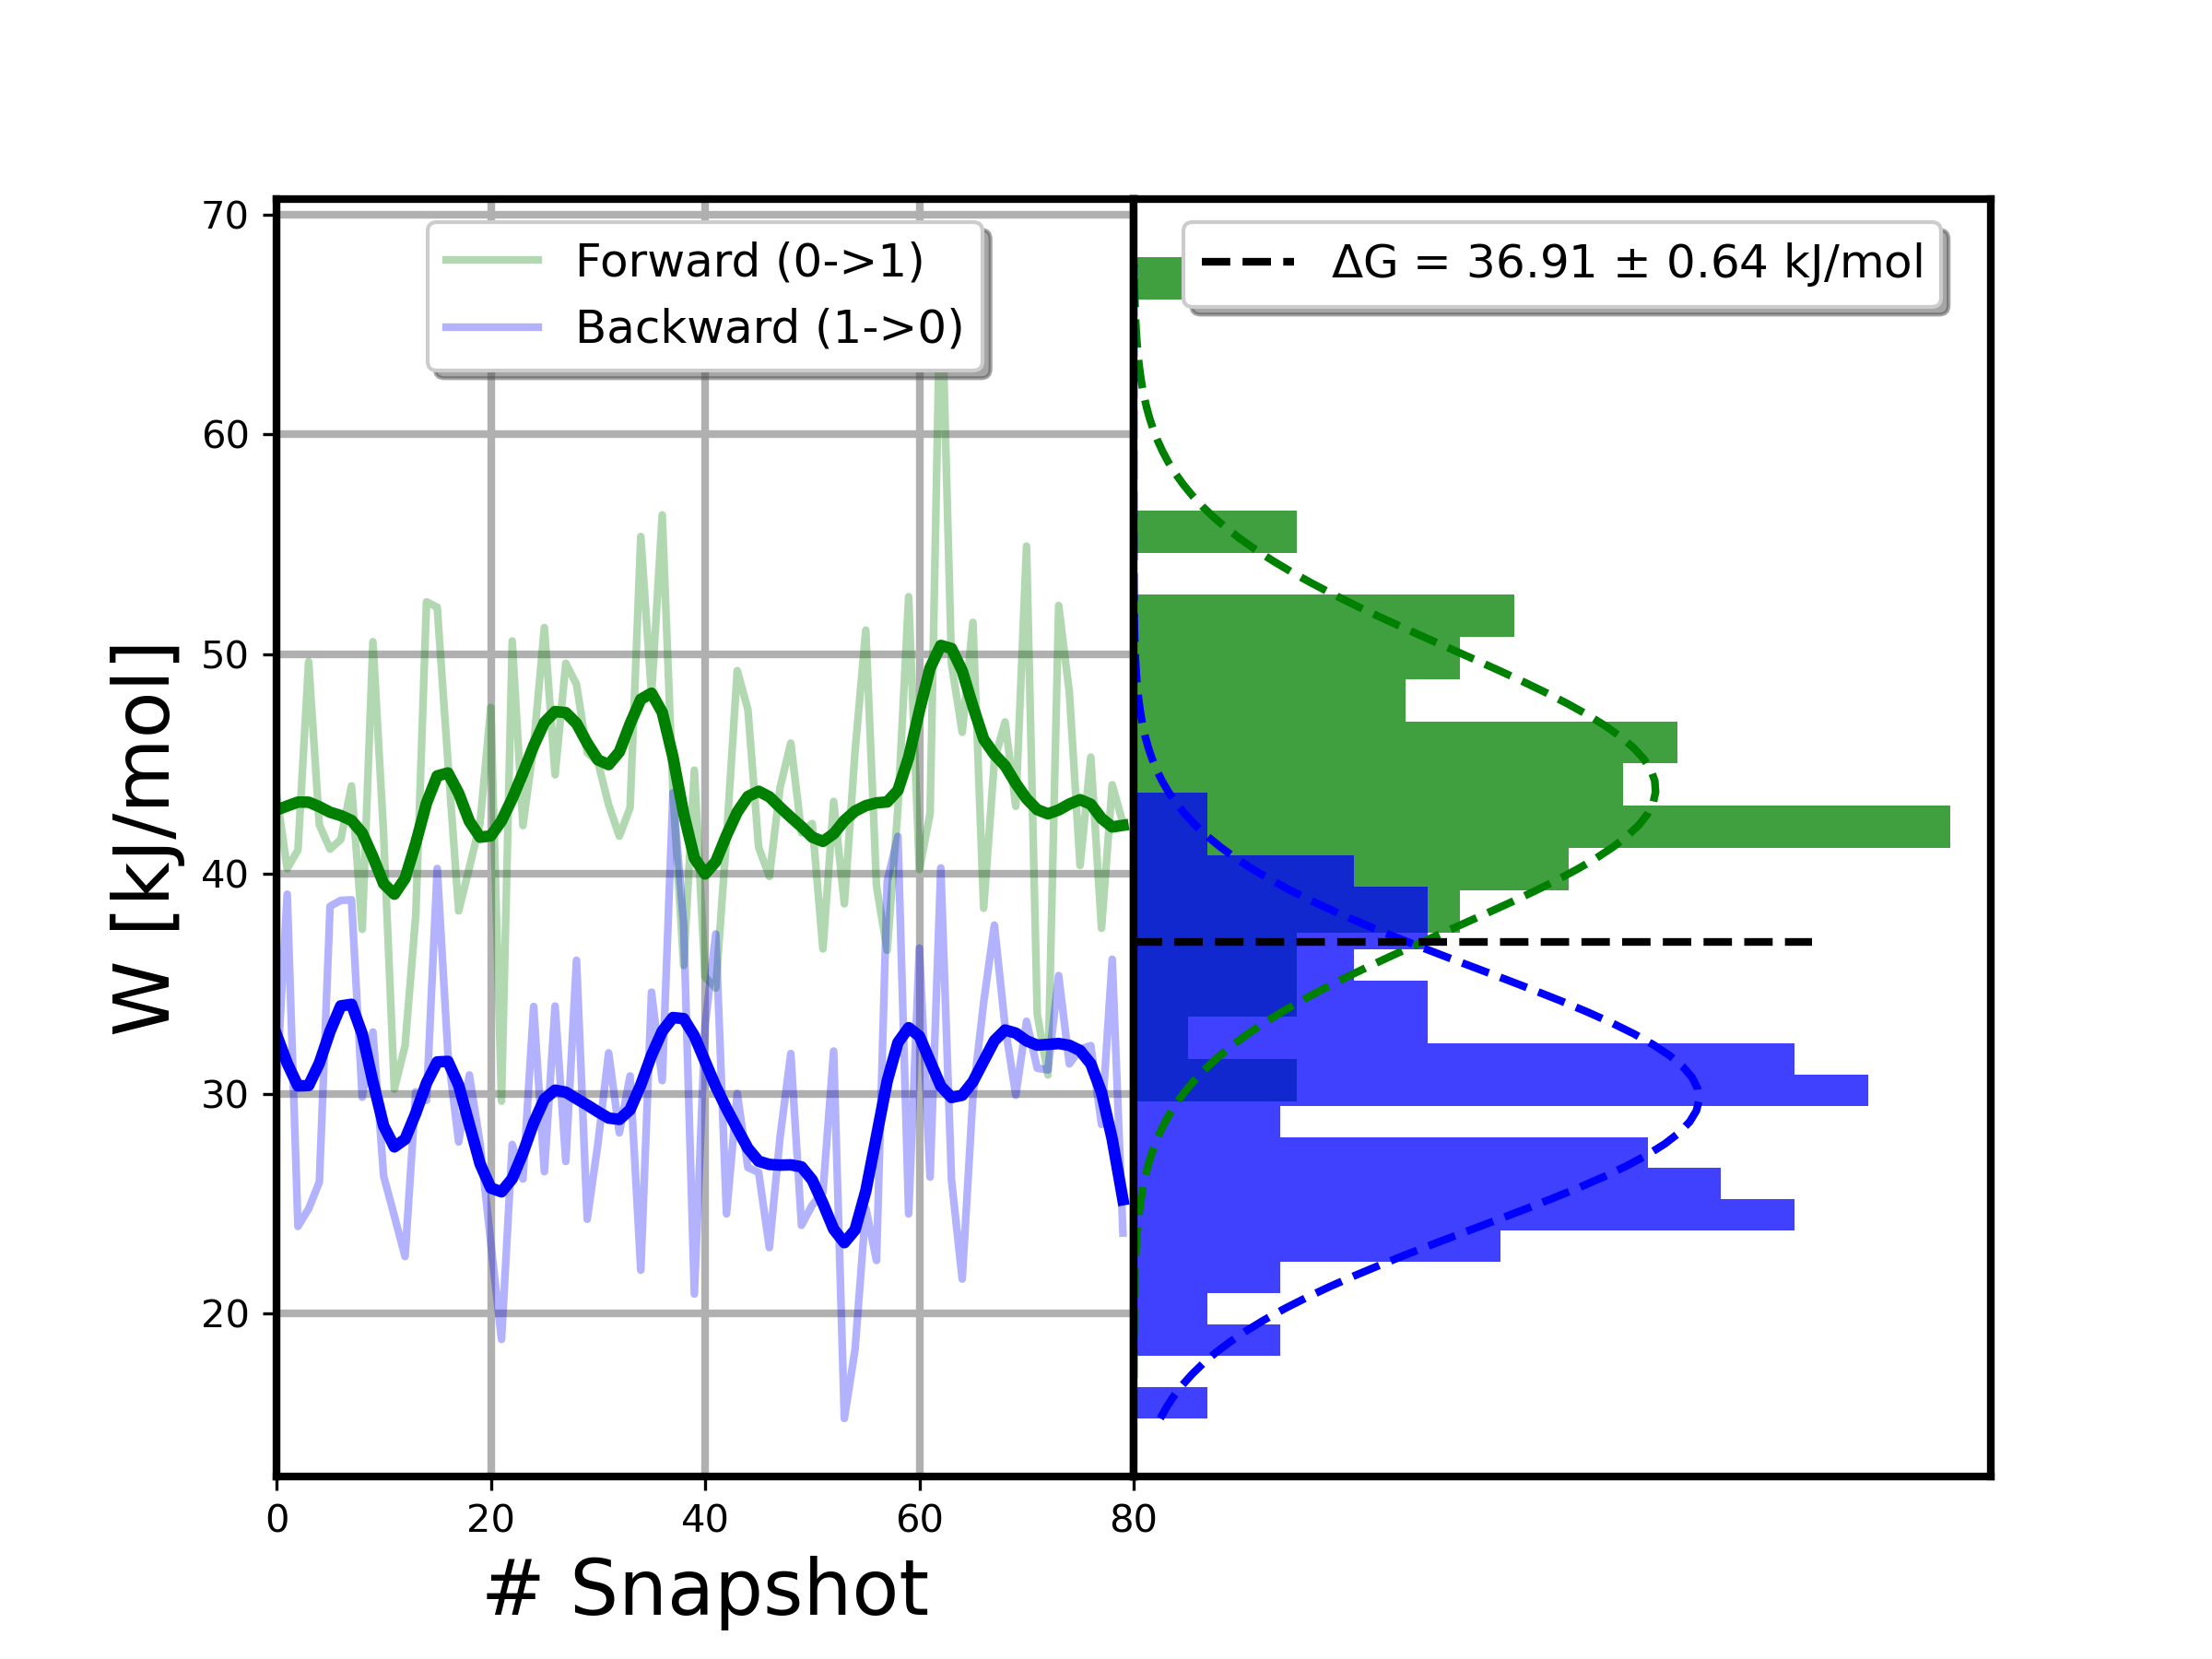 70
60
50
40
30
20
W [kJ/mol]
Forward (0->1)
Backward (1->0)
ΔG = 36.91 ± 0.64 kJ/mol
0 20 40 60 80
# Snapshot